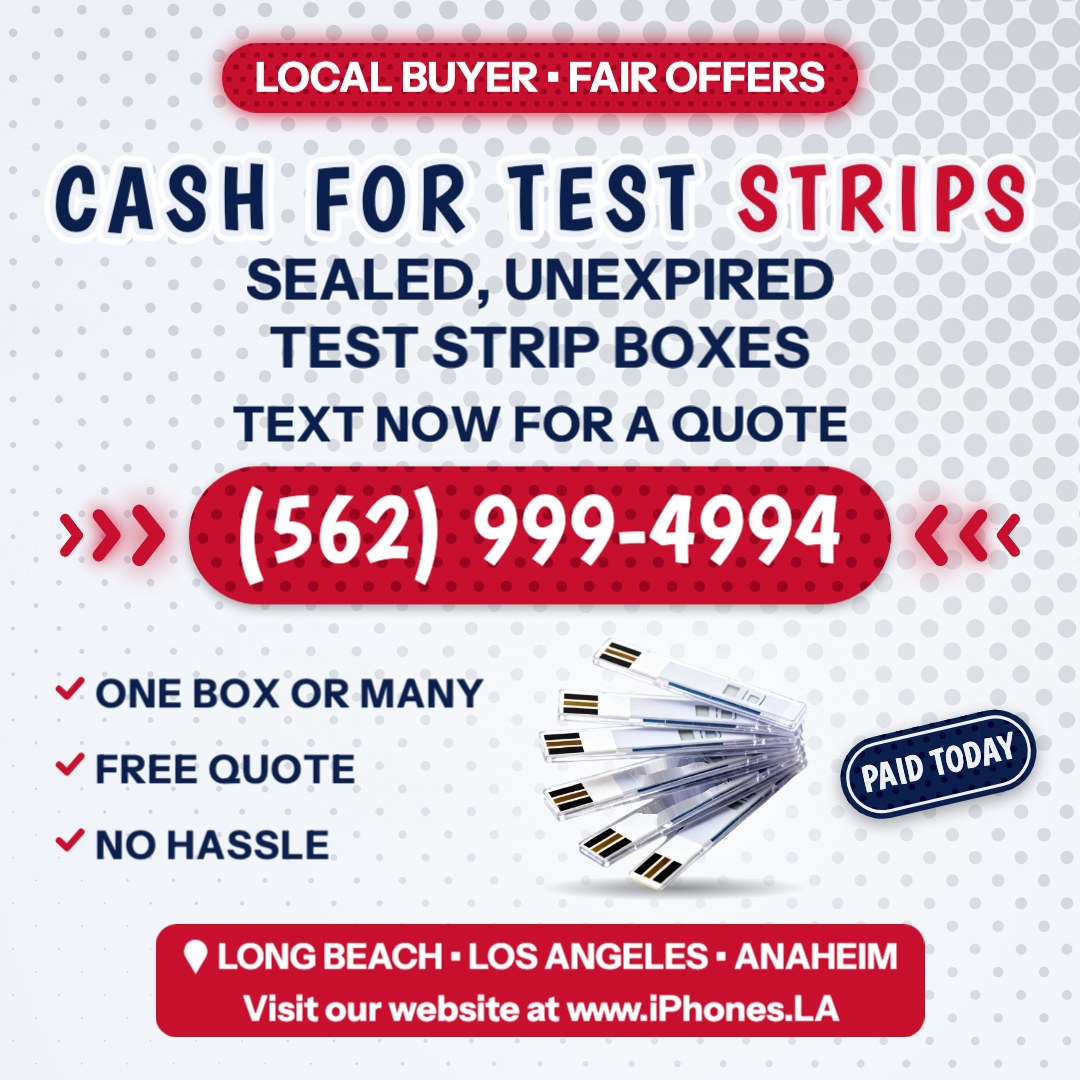 LOCAL BUYER ▪ FAIR OFFERS
CASH FOR TEST STRIPS
SEALED, UNEXPIRED
TEST STRIP BOXES
TEXT NOW FOR A QUOTE
(562) 999-4994
ONE BOX OR MANY
FREE QUOTE
NO HASSLE
PAID TODAY
LONG BEACH ▪ LOS ANGELES ▪ ANAHEIM
Visit our website at www.iPhones.LA